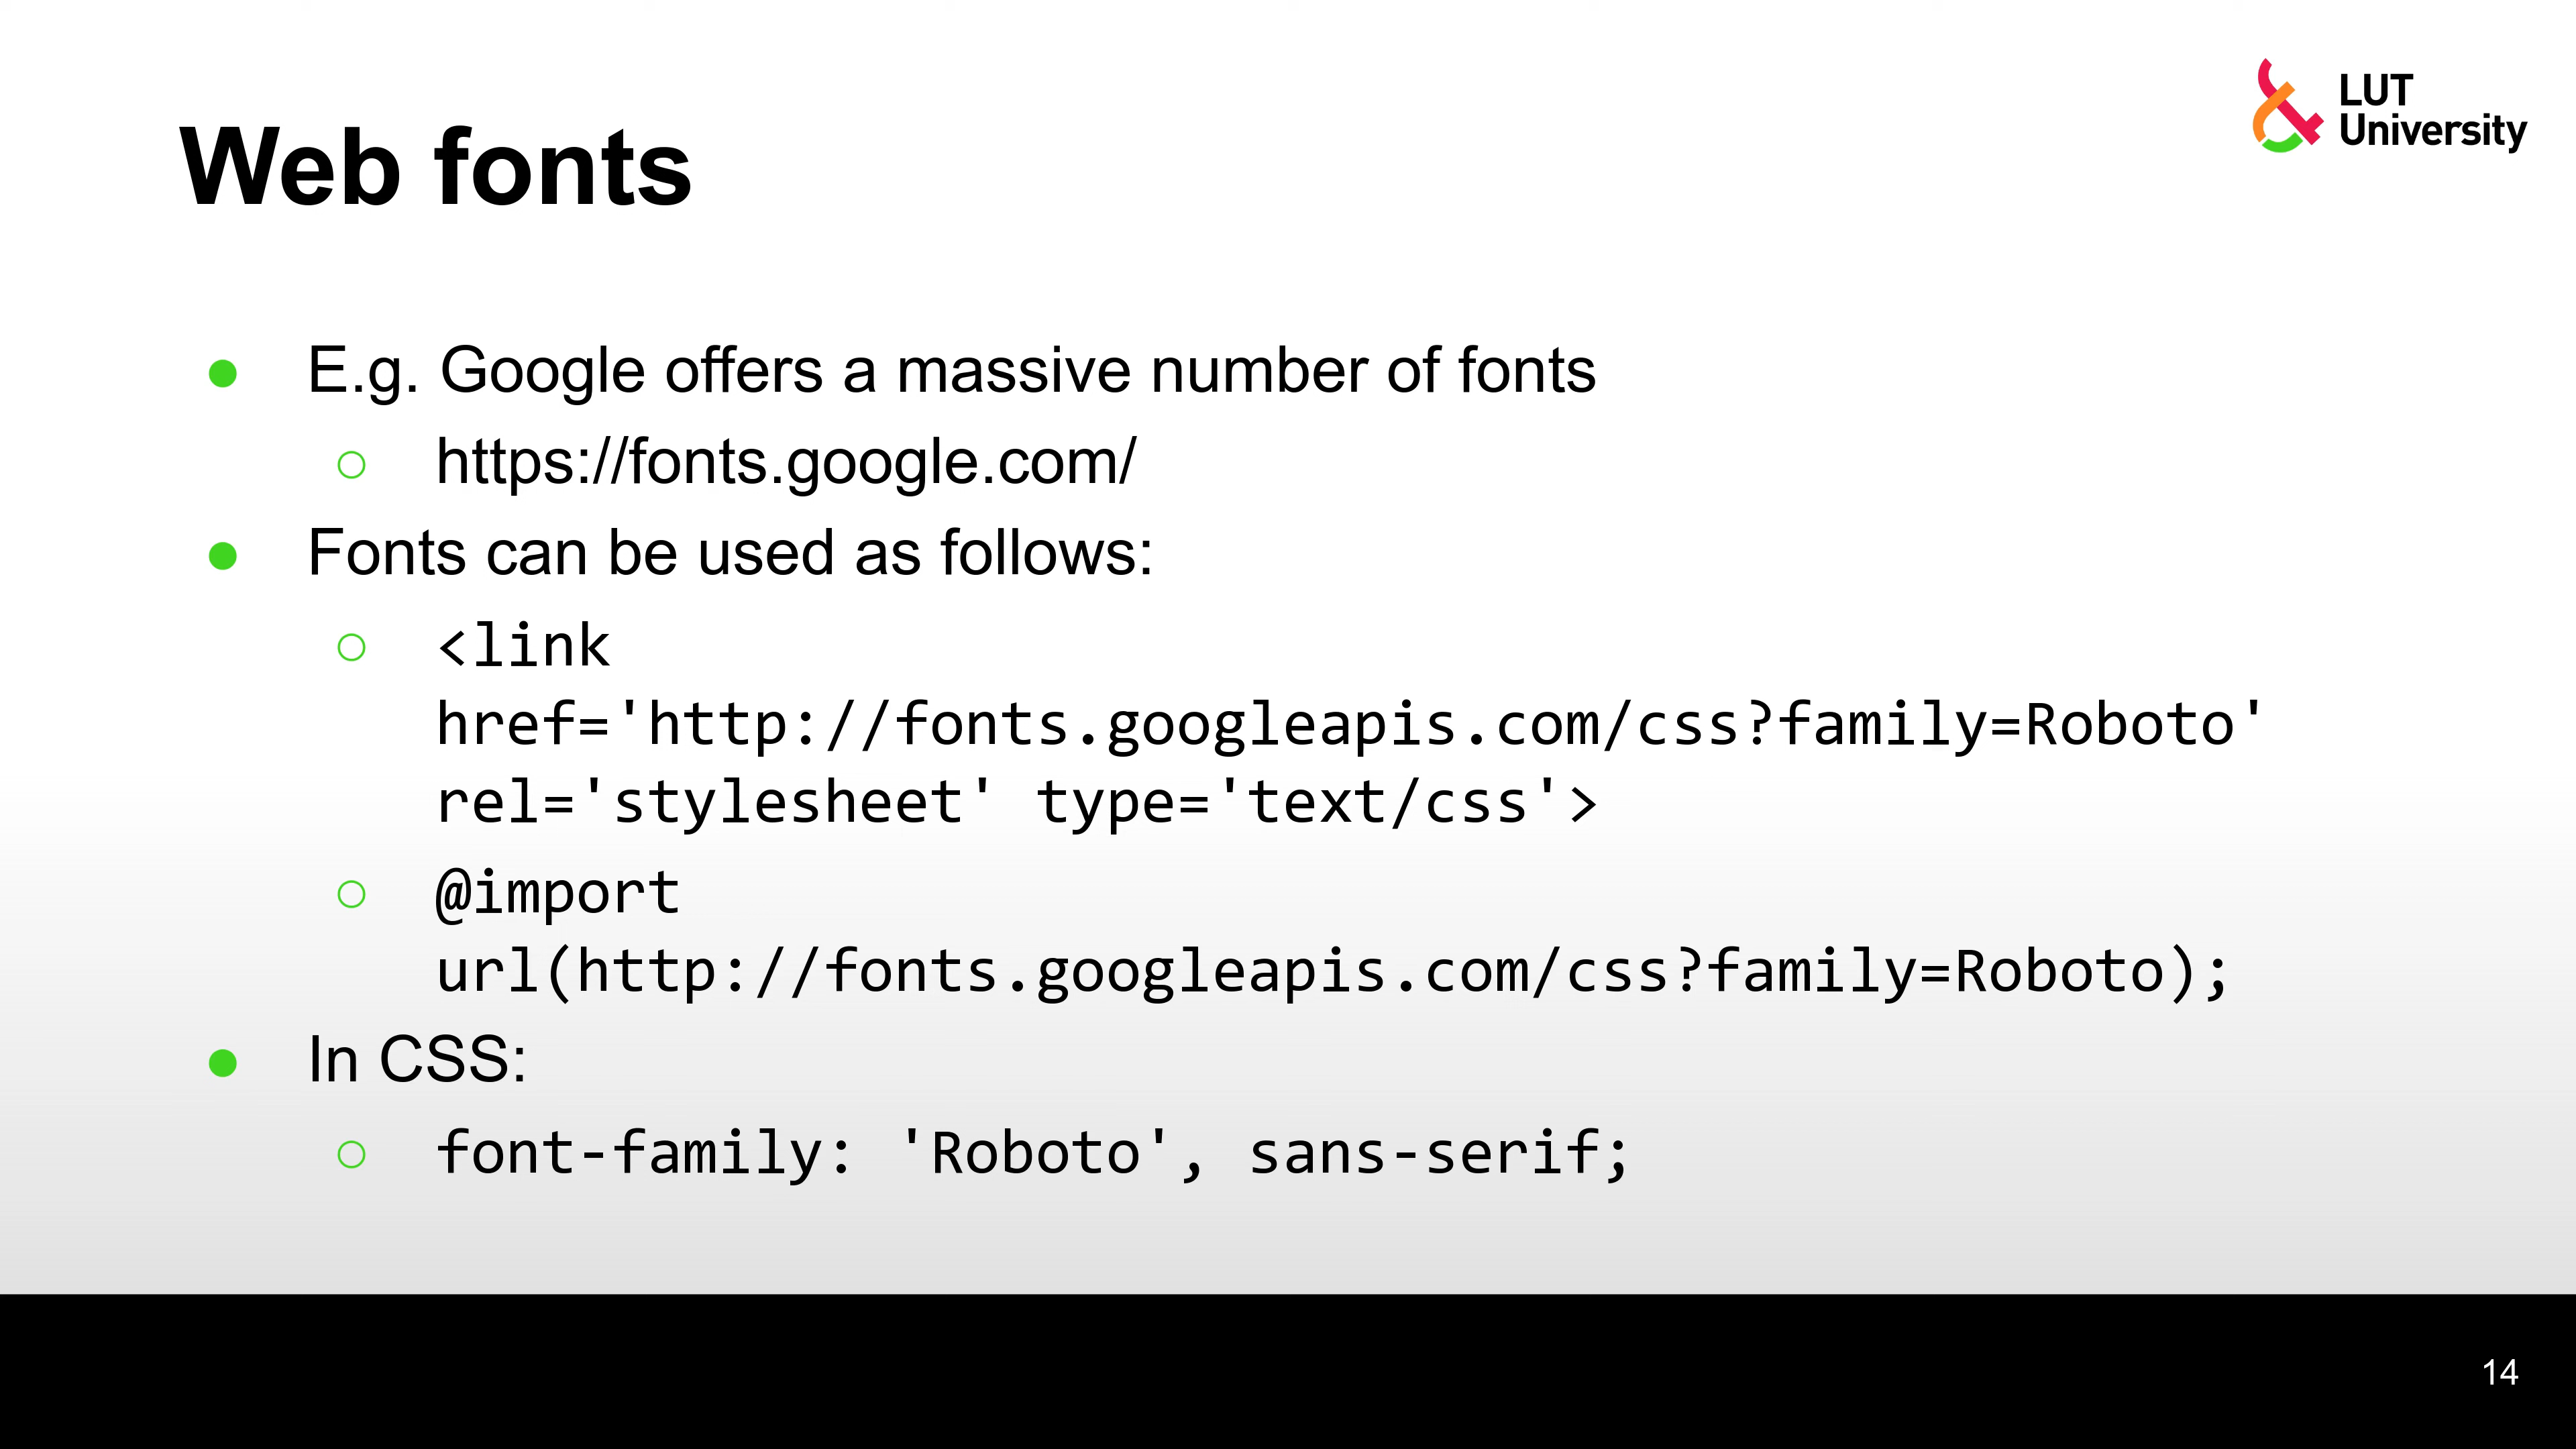 LUT
University
Web fonts
● E.g. Google offers a massive number of fonts
○ https://fonts.google.com/
● Fonts can be used as follows:
○ <link
href='http://fonts.googleapis.com/css?family=Roboto'
rel='stylesheet' type='text/css'>
○ @import
url(http://fonts.googleapis.com/css?family=Roboto);
● In CSS:
○ font-family: 'Roboto', sans-serif;
14